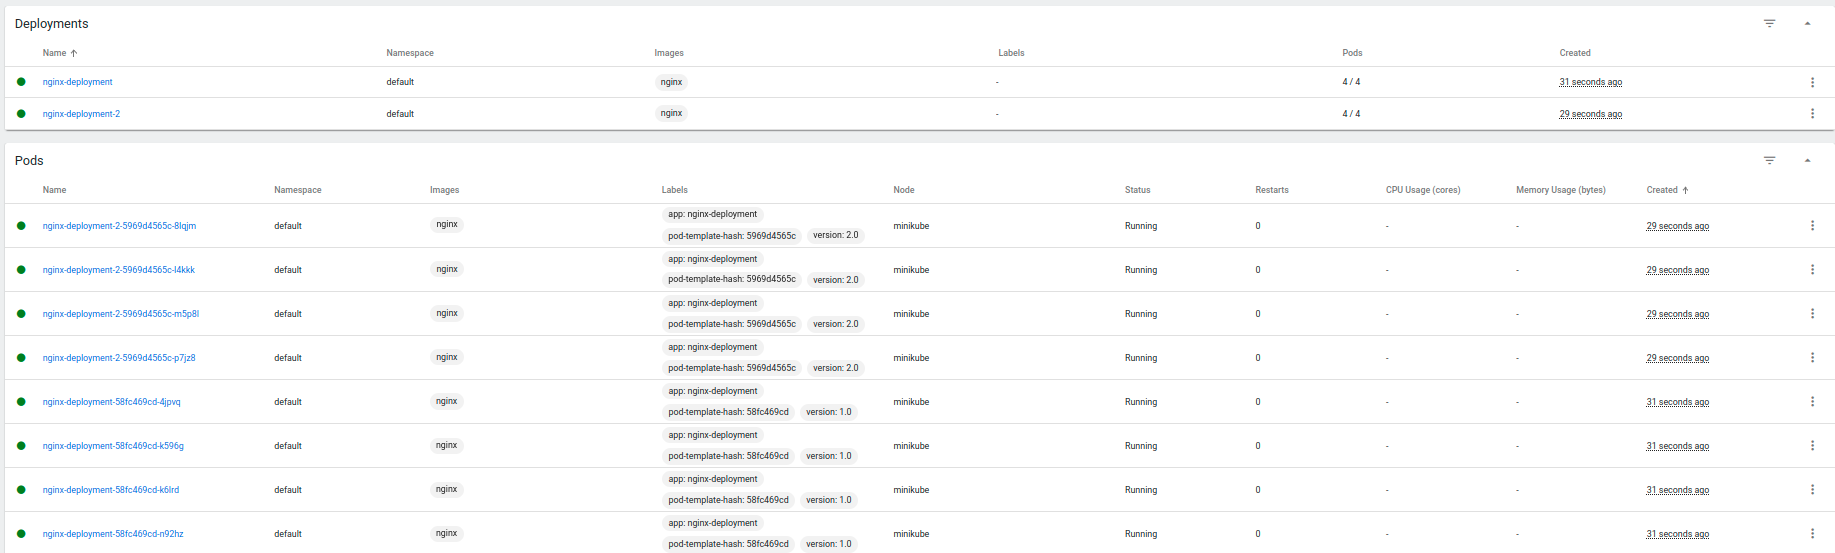 Deployments
Name Namespace Images Labels Pods Created
nginx-deployment default nginx - 4 / 4 31 seconds ago
nginx-deployment-2 default nginx - 4 / 4 29 seconds ago
Pods
Name Namespace Images Labels Node Status Restarts CPU Usage (cores) Memory Usage (bytes) Created
app: nginx-deployment
nginx-deployment-2-5969d4565c-8lqjm default nginx minikube Running 0 - - 29 seconds ago
pod-template-hash: 5969d4565c version: 2.0
app: nginx-deployment
nginx-deployment-2-5969d4565c-l4kkk default nginx minikube Running 0 - - 29 seconds ago
pod-template-hash: 5969d4565c version: 2.0
app: nginx-deployment
nginx-deployment-2-5969d4565c-m5p8l default nginx minikube Running 0 - - 29 seconds ago
pod-template-hash: 5969d4565c version: 2.0
app: nginx-deployment
nginx-deployment-2-5969d4565c-p7jz8 default nginx minikube Running 0 - - 29 seconds ago
pod-template-hash: 5969d4565c version: 2.0
app: nginx-deployment
nginx-deployment-58fc469cd-4jpvq default nginx minikube Running 0 - - 31 seconds ago
pod-template-hash: 58fc469cd version: 1.0
app: nginx-deployment
nginx-deployment-58fc469cd-k596g default nginx minikube Running 0 - - 31 seconds ago
pod-template-hash: 58fc469cd version: 1.0
app: nginx-deployment
nginx-deployment-58fc469cd-k6lrd default nginx minikube Running 0 - - 31 seconds ago
pod-template-hash: 58fc469cd version: 1.0
app: nginx-deployment
nginx-deployment-58fc469cd-n92hz default nginx minikube Running 0 - - 31 seconds ago
pod-template-hash: 58fc469cd version: 1.0